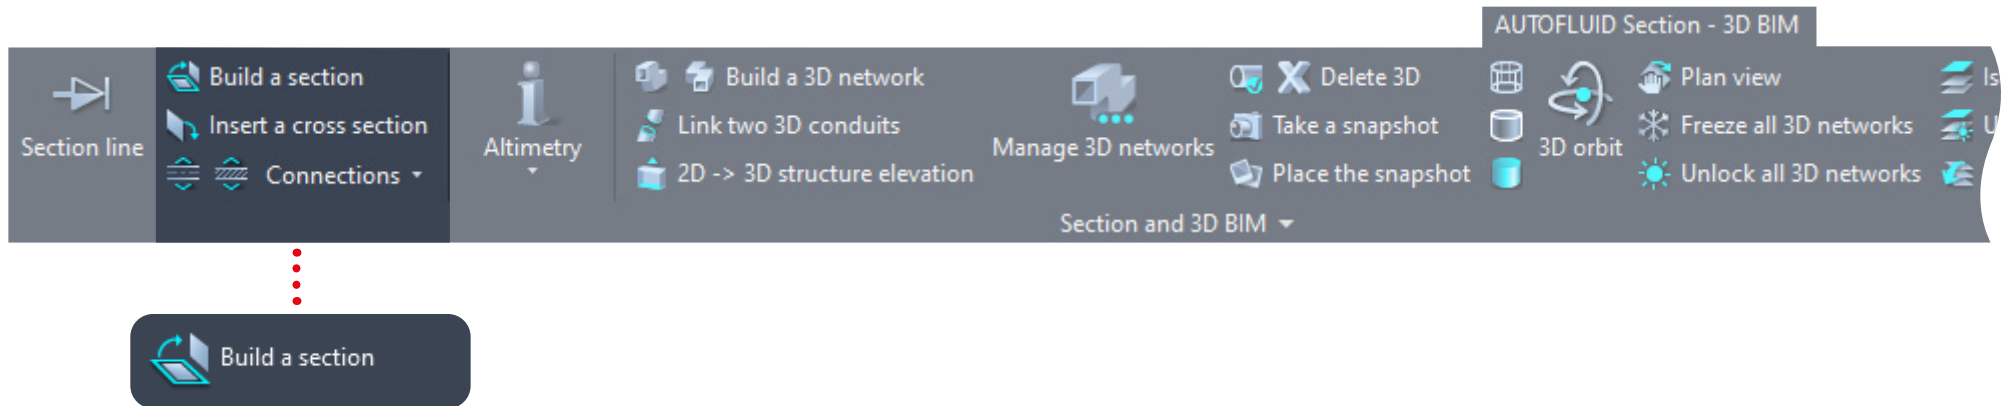 AUTOFLUID Section - 3D BIM
Section line
Build a section
Insert a cross section
Connections
Altimetry
Build a 3D network
Link two 3D conduits
2D -> 3D structure elevation
Manage 3D networks
Delete 3D
Take a snapshot
Place the snapshot
3D orbit
Plan view
Freeze all 3D networks
Unlock all 3D networks
Is
U
Section and 3D BIM
Build a section